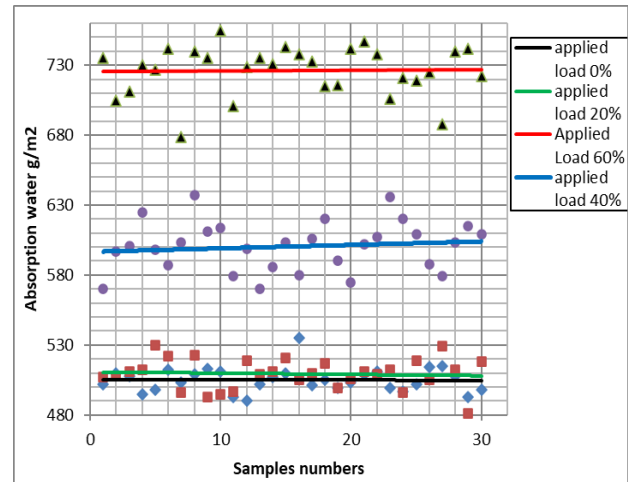 730
680
630
580
530
480
Absorption water g/m2
0
10
20
30
Samples numbers
applied
load 0%
applied
load 20%
Applied
Load 60%
applied
load 40%